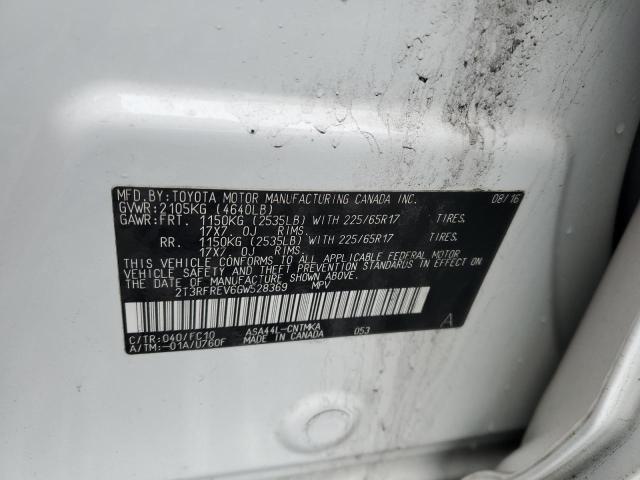 MFD. BY: TOYOTA MOTOR MANUFACTURING CANADA INC. 08/16
GVWR: 2105KG (4640LB)
GAWR: FRT. 1150KG (2535LB) WITH 225/65R17 TIRES.
17X7.0J RIMS.
RR. 1150KG (2535LB) WITH 225/65R17 TIRES.
17X7.0J RIMS.
THIS VEHICLE CONFORMS TO ALL APPLICABLE FEDERAL MOTOR
VEHICLE SAFETY AND THEFT PREVENTION STANDARDS IN EFFECT ON
THE DATE OF MANUFACTURE SHOWN ABOVE.
2T3RFREV6GW528369 MPV
C/TR: 040/FC10 ASA44L-CNTMKA 053 A
A/TM: -01A/U760F MADE IN CANADA